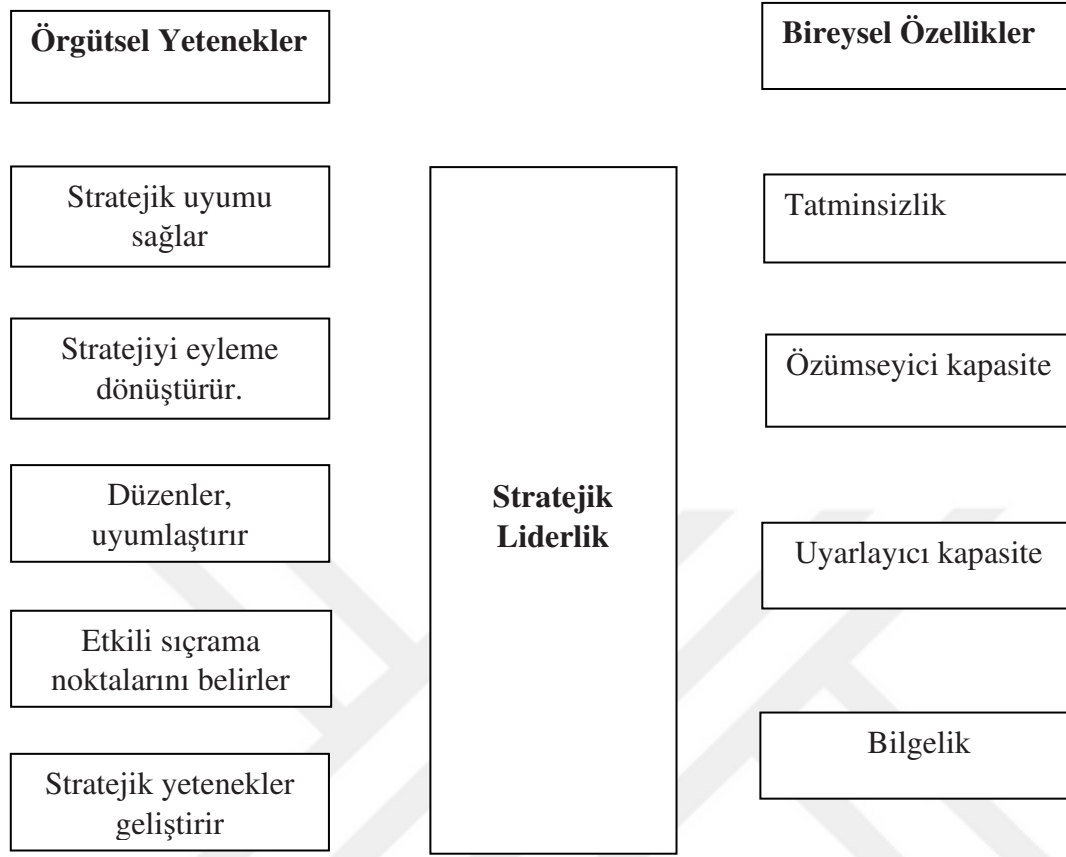 Örgütsel Yetenekler
Bireysel Özellikler
Stratejik uyumu
sağlar
Stratejiyi eyleme
dönüştürür.
Düzenler,
uyumlaştırır
Etkili sıçrama
noktalarını belirler
Stratejik yetenekler
geliştirir
Stratejik
Liderlik
Tatminsizlik
Özümseyici kapasite
Uyarlayıcı kapasite
Bilgelik